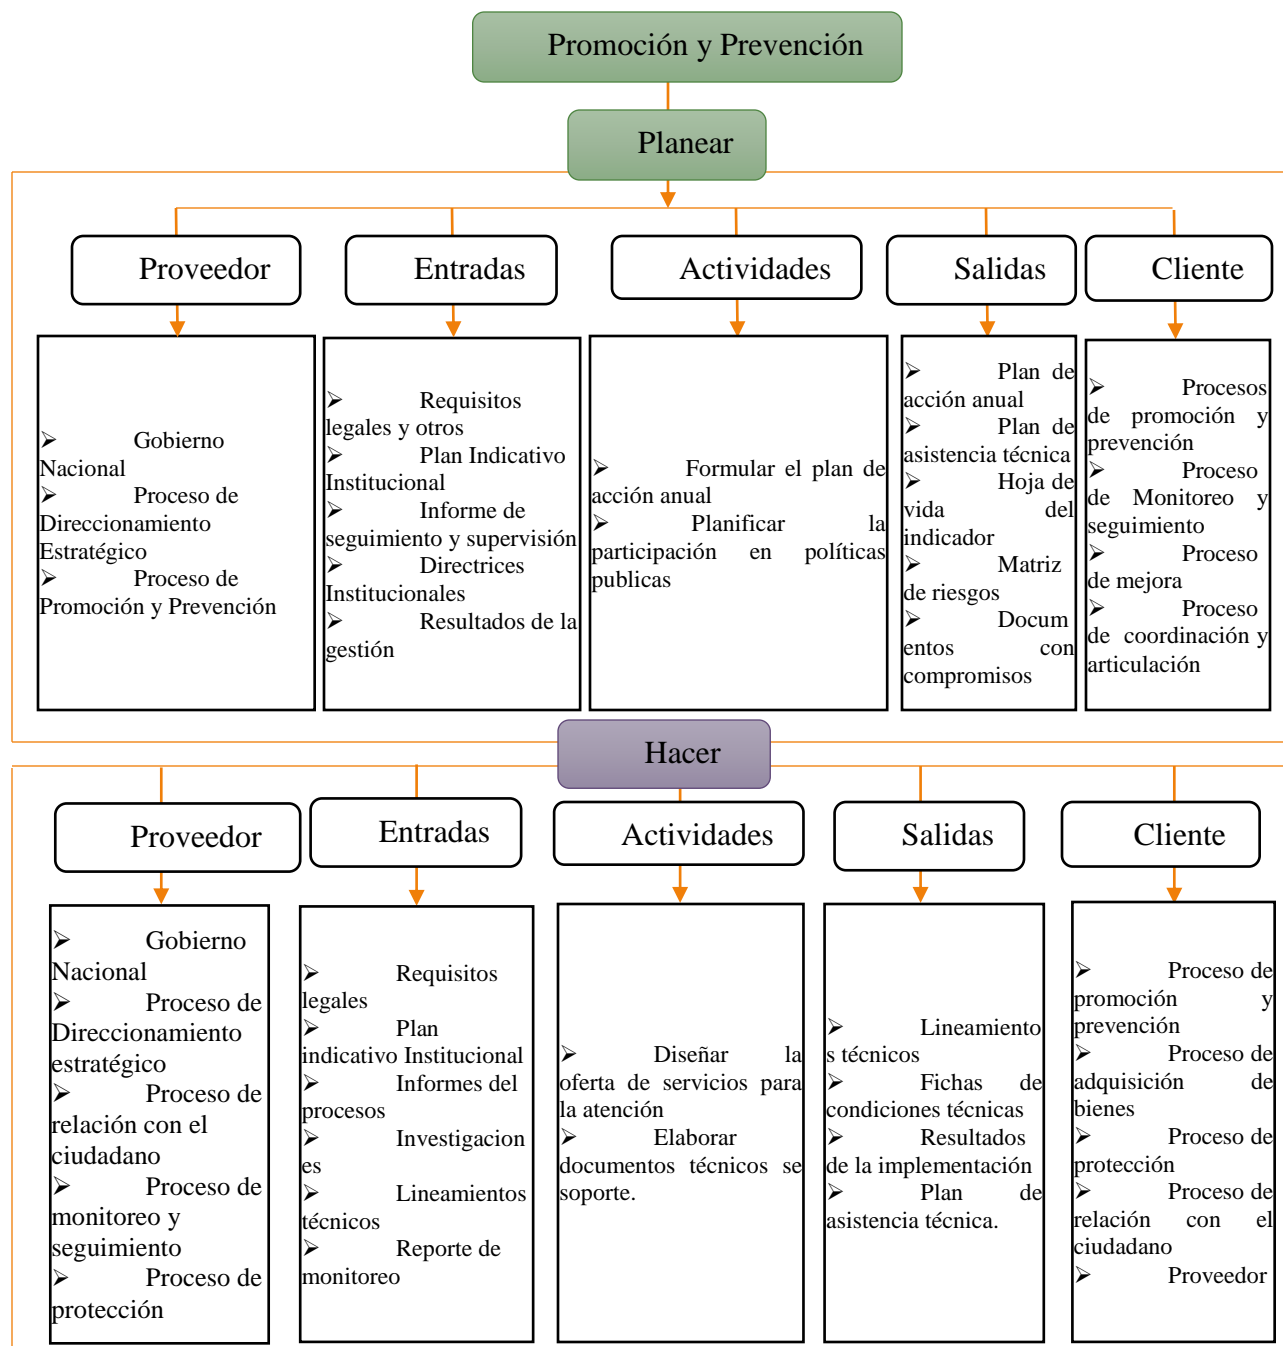 Promoción y Prevención
Planear
Proveedor
Entradas
Actividades
Salidas
Cliente
➢ Gobierno
Nacional
➢ Proceso de
Direccionamiento
Estratégico
➢ Proceso de
Promoción y Prevención
➢ Requisitos
legales y otros
➢ Plan Indicativo
Institucional
➢ Informe de
seguimiento y supervisión
➢ Directrices
Institucionales
➢ Resultados de la
gestión
➢ Formular el plan de
acción anual
➢ Planificar la
participación en políticas
publicas
➢ Plan de
acción anual
➢ Plan de
asistencia técnica
➢ Hoja de
vida del
indicador
➢ Matriz
de riesgos
➢ Docum
entos con
compromisos
➢ Procesos
de promoción y
prevención
➢ Proceso
de Monitoreo y
seguimiento
➢ Proceso
de mejora
➢ Proceso
de coordinación y
articulación
Hacer
Proveedor
Entradas
Actividades
Salidas
Cliente
➢ Gobierno
Nacional
➢ Proceso de
Direccionamiento
estratégico
➢ Proceso de
relación con el
ciudadano
➢ Proceso de
monitoreo y
seguimiento
➢ Proceso de
protección
➢ Requisitos
legales
➢ Plan
indicativo Institucional
➢ Informes del
procesos
➢ Investigacion
es
➢ Lineamientos
técnicos
➢ Reporte de
monitoreo
➢ Diseñar la
oferta de servicios para
la atención
➢ Elaborar
documentos técnicos se
soporte.
➢ Lineamiento
s técnicos
➢ Fichas de
condiciones técnicas
➢ Resultados
de la implementación
➢ Plan de
asistencia técnica.
➢ Proceso de
promoción y
prevención
➢ Proceso de
adquisición de
bienes
➢ Proceso de
protección
➢ Proceso de
relación con el
ciudadano
➢ Proveedor